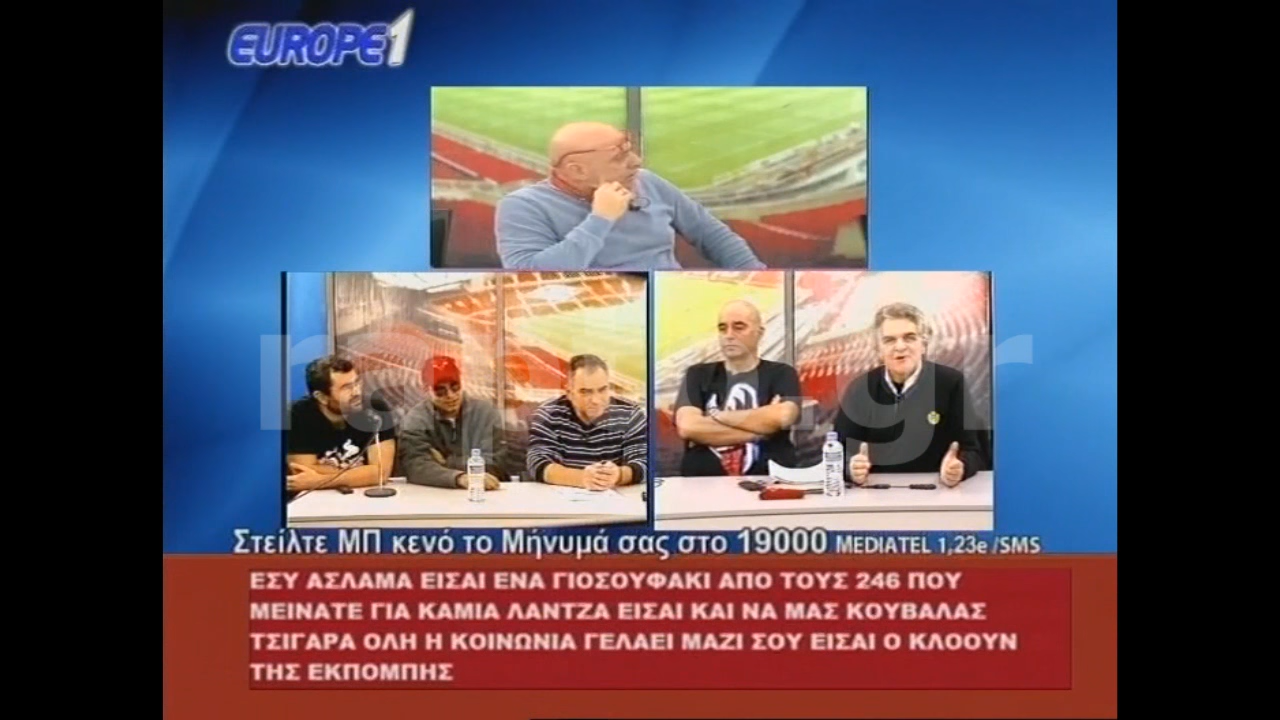 EUROPE1
rappa.gr
Στείλτε ΜΠ κενό το Μήνυμά σας στο 19000 MEDIATEL 1,23e /SMS
ΕΣΥ ΑΣΛΑΜΑ ΕΙΣΑΙ ΕΝΑ ΓΙΟΣΟΥΦΑΚΙ ΑΠΟ ΤΟΥΣ 246 ΠΟΥ
ΜΕΙΝΑΤΕ ΓΙΑ ΚΑΜΙΑ ΛΑΝΤΖΑ ΕΙΣΑΙ ΚΑΙ ΝΑ ΜΑΣ ΚΟΥΒΑΛΑΣ
ΤΣΙΓΑΡΑ ΟΛΗ Η ΚΟΙΝΩΝΙΑ ΓΕΛΑΕΙ ΜΑΖΙ ΣΟΥ ΕΙΣΑΙ Ο ΚΛΟΟΥΝ
ΤΗΣ ΕΚΠΟΜΠΗΣ